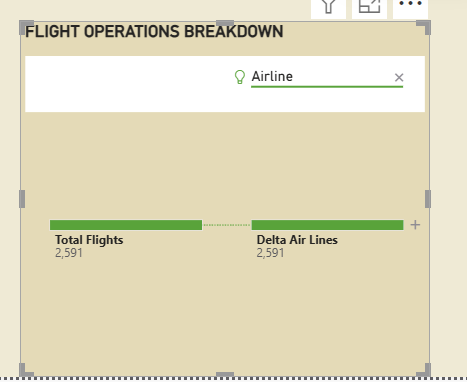 FLIGHT OPERATIONS BREAKDOWN
Airline
Total Flights
2,591
Delta Air Lines
2,591